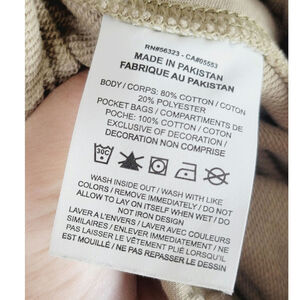 RN#56323 - CA#05553
MADE IN PAKISTAN
FABRIQUE AU PAKISTAN
BODY / CORPS: 80% COTTON / COTON
20% POLYESTER
POCKET BAGS / COMPARTIMENTS DE
POCHE: 100% COTTON / COTON
EXCLUSIVE OF DECORATION /
DECORATION NON COMPRISE
30C
WASH INSIDE OUT / WASH WITH LIKE
COLORS / REMOVE IMMEDIATELY / DO NOT
ALLOW TO LAY ON ITSELF WHEN WET / DO
NOT IRON DESIGN
LAVER A L'ENVERS / LAVER AVEC COULEURS
SIMILAIRES / ENLEVER IMMEDIATEMENT / NE
PAS LAISSER LE VÊTEMENT PLIÉ LORSQU'IL
EST MOUILLÉ / NE PAS REPASSER LE DESSIN